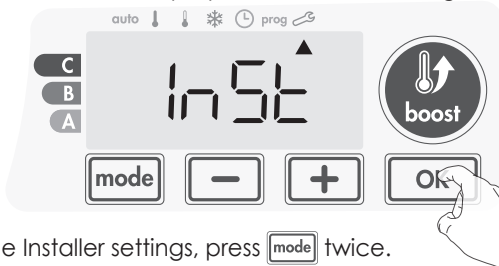 auto prog
C
B
A
InSt
boost
mode - + OK
e Installer settings, press mode twice.